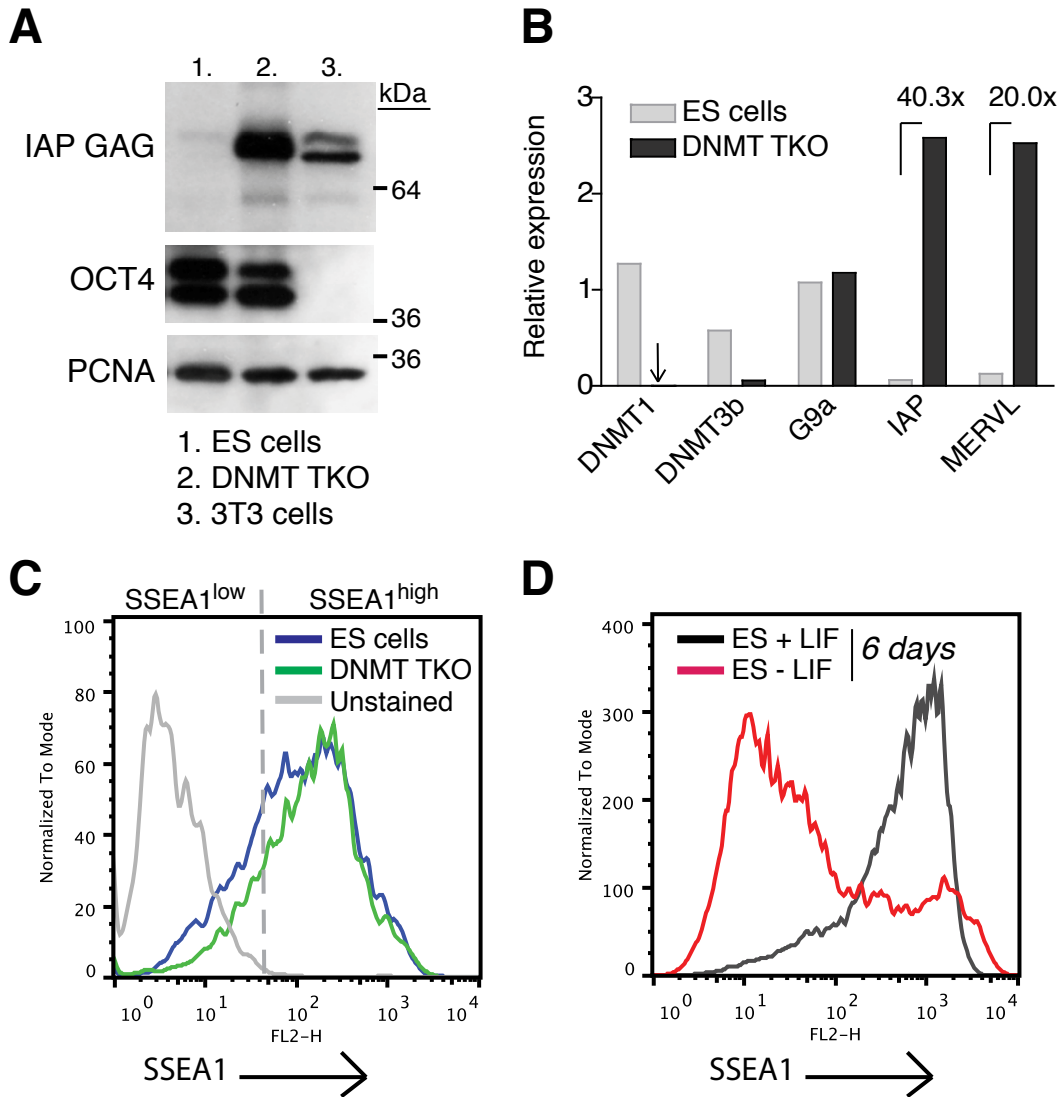 A
1. 2. 3.
kDa
IAP GAG
64
OCT4
36
36
PCNA
1. ES cells
2. DNMT TKO
3. 3T3 cells
B
40.3x 20.0x
ES cells
DNMT TKO
Relative expression
3
2
1
0
DNMT1
DNMT3b
G9a
IAP
MERVL
C
SSEA1low SSEA1high
ES cells
DNMT TKO
Unstained
Normalized To Mode
100
80
60
40
20
0
10^0 10^1 10^2 10^3 10^4
FL2-H
SSEA1
D
ES + LIF
ES - LIF
6 days
Normalized To Mode
400
300
200
100
0
10^0 10^1 10^2 10^3 10^4
FL2-H
SSEA1